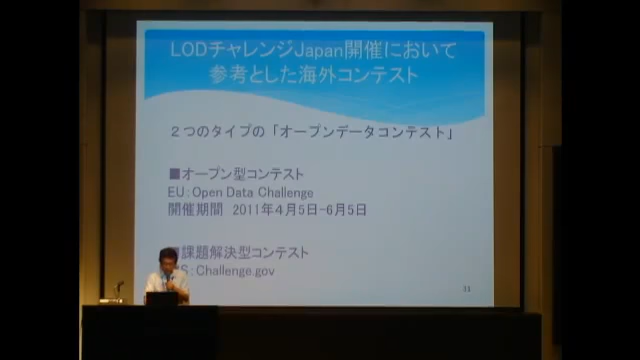 LODチャレンジJapan開催において
参考とした海外コンテスト
２つのタイプの「オープンデータコンテスト」
■オープン型コンテスト
EU：Open Data Challenge
開催期間 2011年４月５日-６月５日
課題解決型コンテスト
S：Challenge.gov